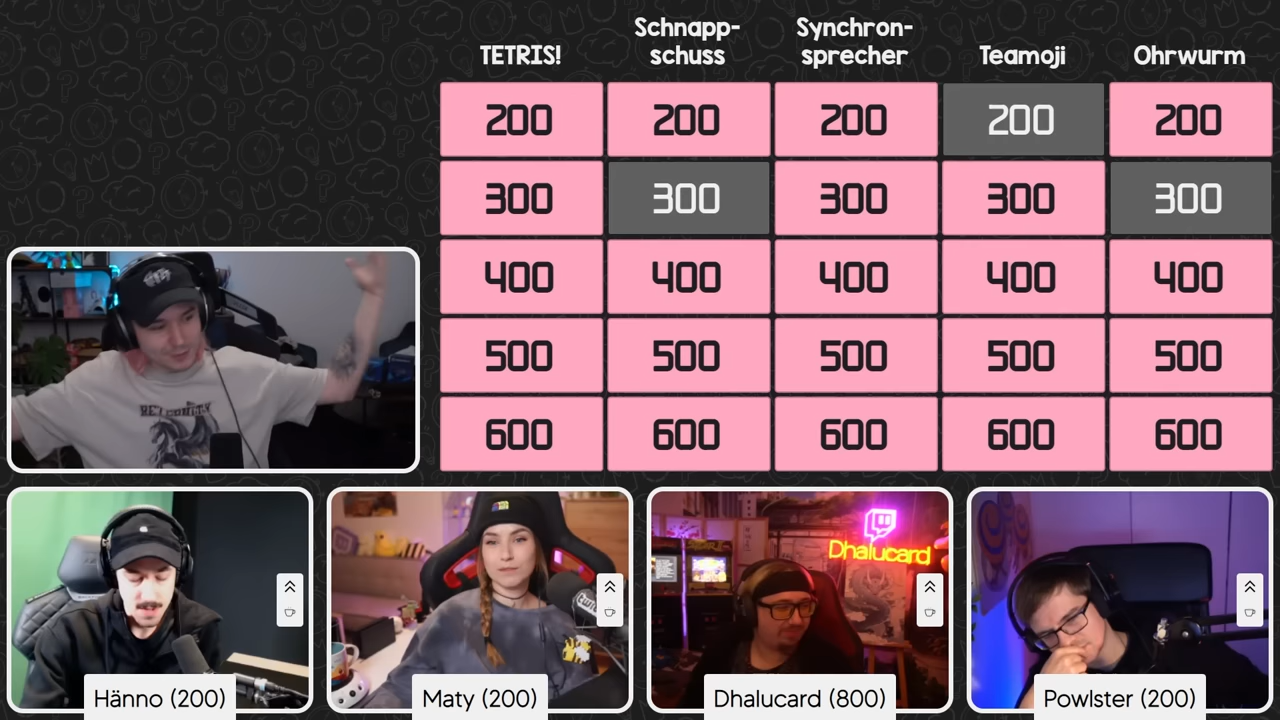 TETRIS!
Schnapp-
schuss
Synchron-
sprecher
Teamoji
Ohrwurm
200 200 200 200 200
300 300 300 300 300
400 400 400 400 400
500 500 500 500 500
600 600 600 600 600
Dhalucard
Hänno (200)
Maty (200)
Dhalucard (800)
Powlster (200)